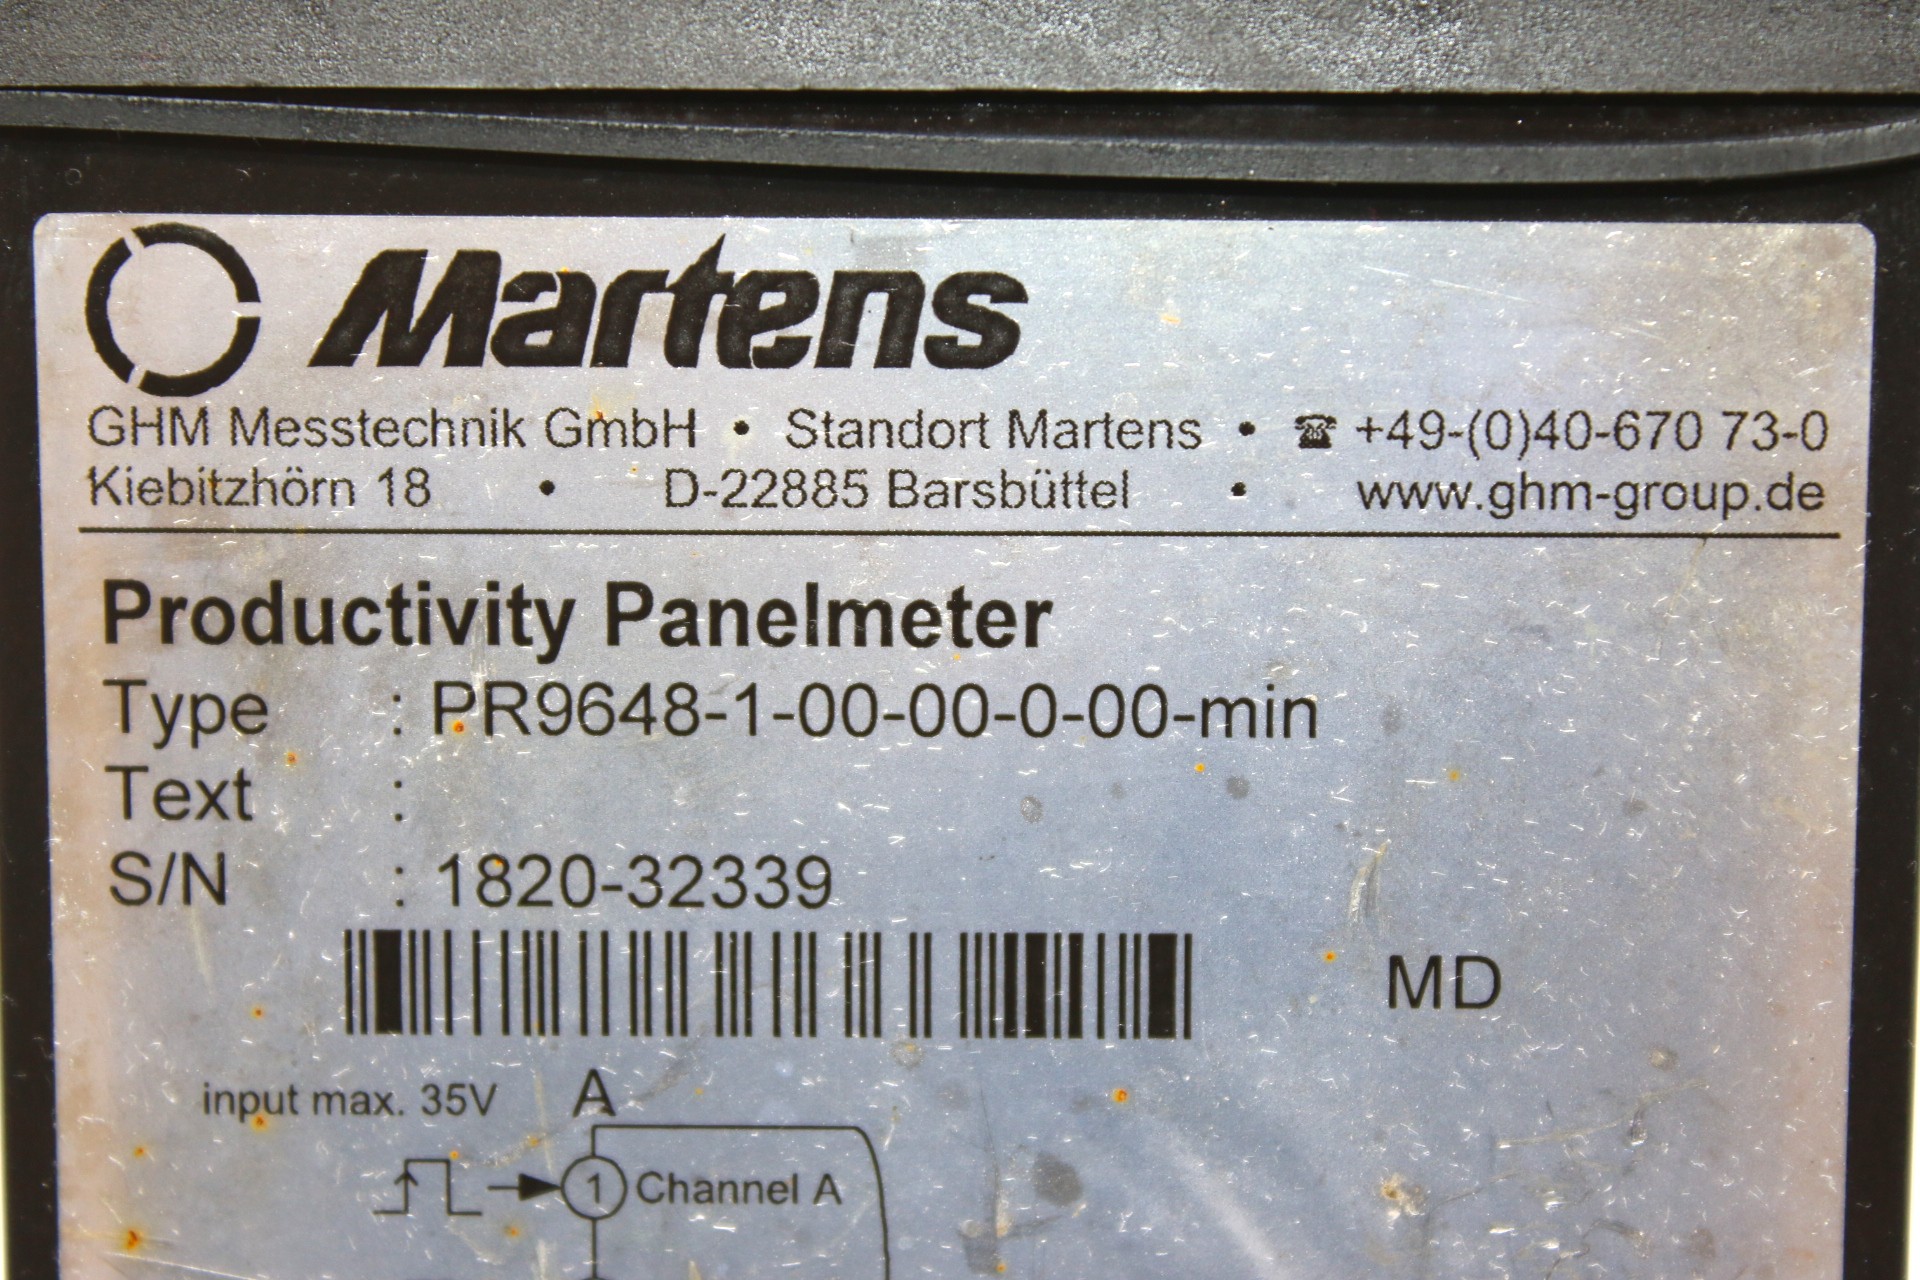 Martens
GHM Messtechnik GmbH • Standort Martens • ☎ +49-(0)40-670 73-0
Kiebitzhörn 18 • D-22885 Barsbüttel • www.ghm-group.de
Productivity Panelmeter
Type : PR9648-1-00-00-0-00-min
Text :
S/N : 1820-32339
MD
input max. 35V A
1 Channel A